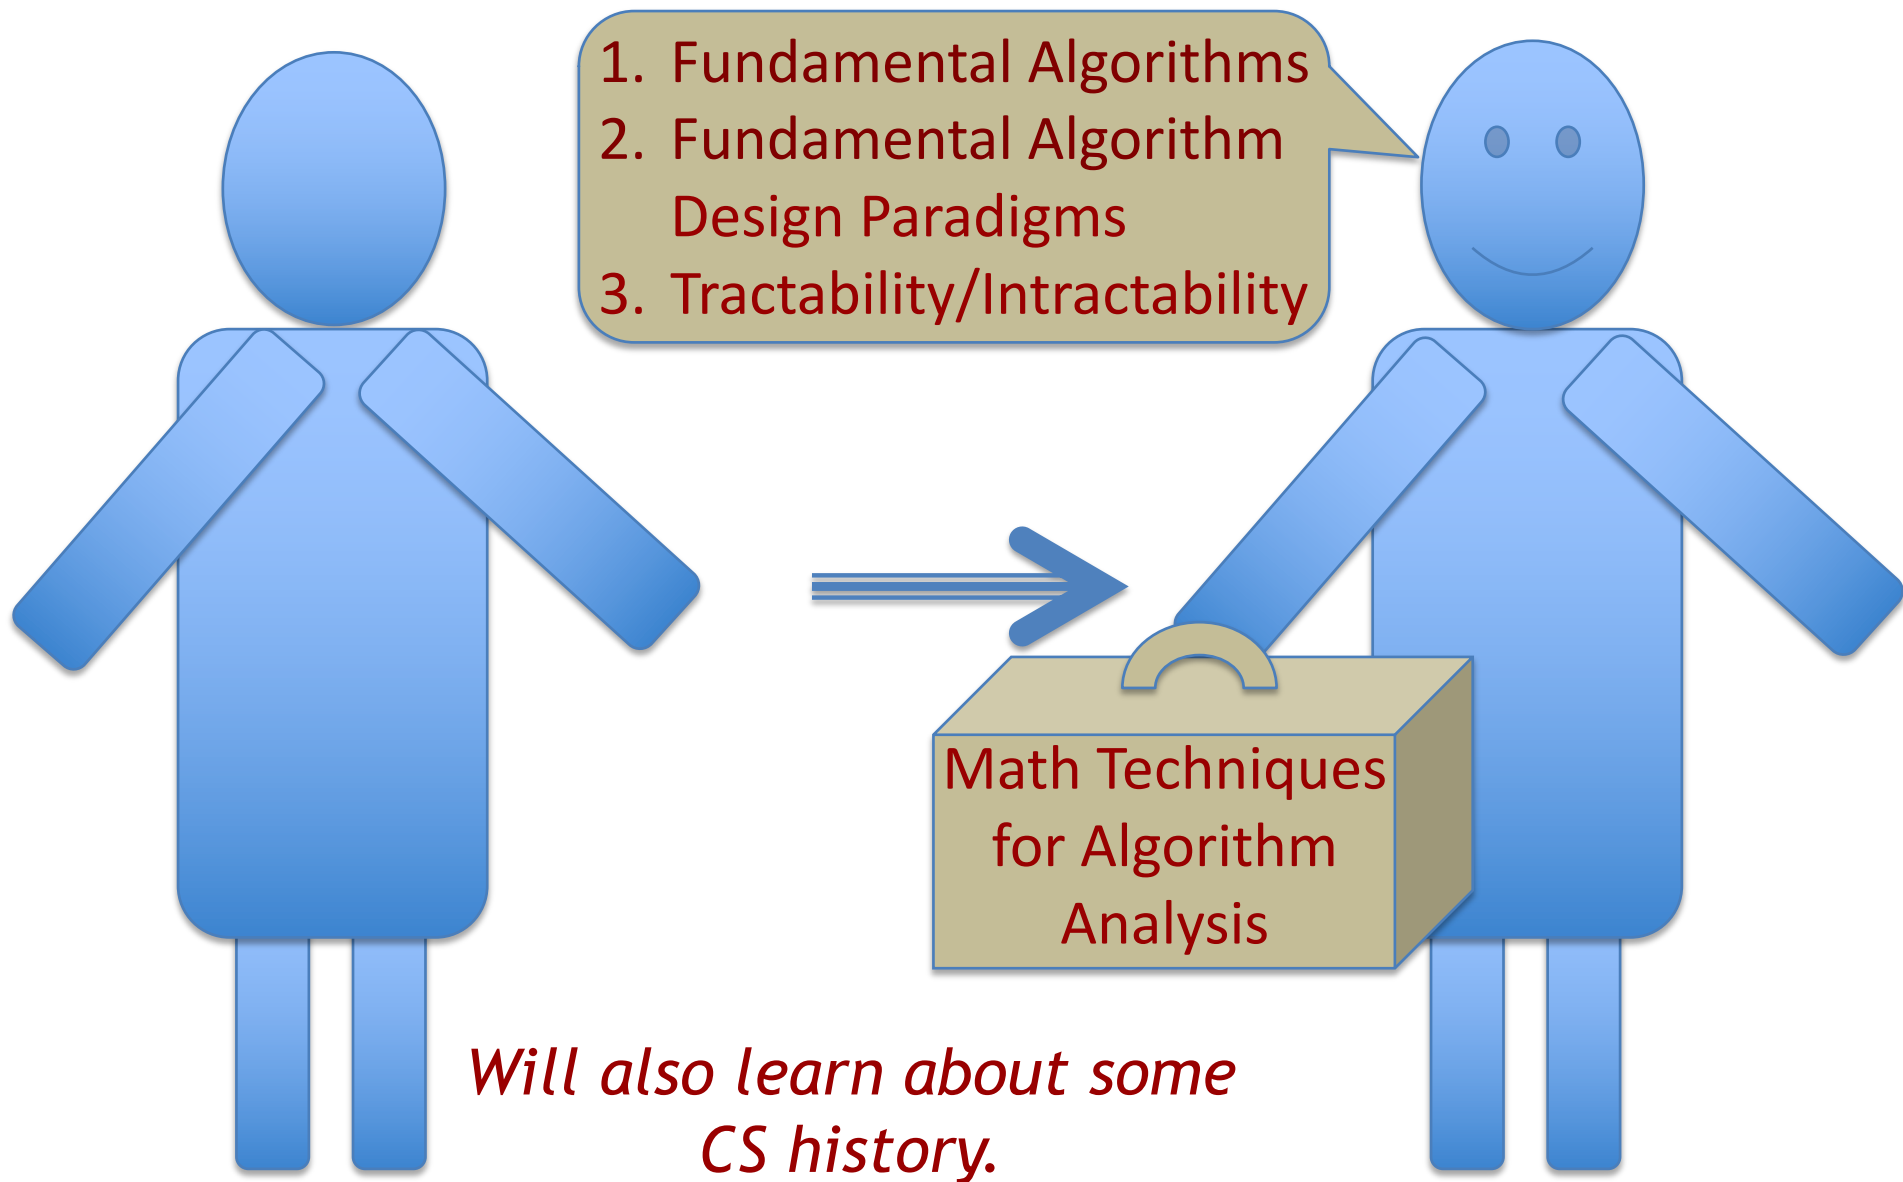 1. Fundamental Algorithms
2. Fundamental Algorithm
Design Paradigms
3. Tractability/Intractability
Math Techniques
for Algorithm
Analysis
Will also learn about some
CS history.